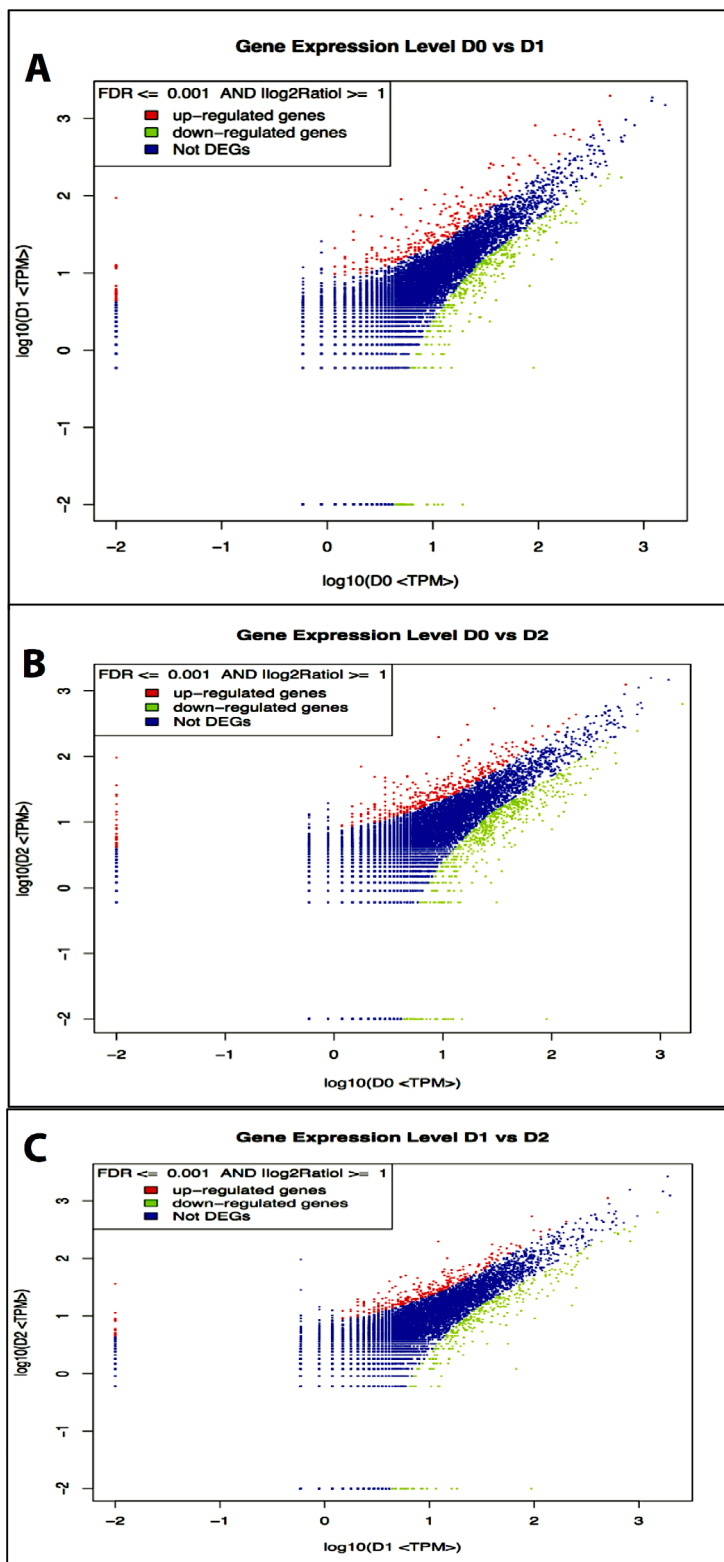 A
Gene Expression Level D0 vs D1
FDR <= 0.001 AND |log2Ratio| >= 1
up-regulated genes
down-regulated genes
Not DEGs
log10(D1 <TPM>)
3
2
1
0
-1
-2
-2 -1 0 1 2 3
log10(D0 <TPM>)
B
Gene Expression Level D0 vs D2
FDR <= 0.001 AND |log2Ratio| >= 1
up-regulated genes
down-regulated genes
Not DEGs
log10(D2 <TPM>)
3
2
1
0
-1
-2
-2 -1 0 1 2 3
log10(D0 <TPM>)
C
Gene Expression Level D1 vs D2
FDR <= 0.001 AND |log2Ratio| >= 1
up-regulated genes
down-regulated genes
Not DEGs
log10(D2 <TPM>)
3
2
1
0
-1
-2
-2 -1 0 1 2 3
log10(D1 <TPM>)